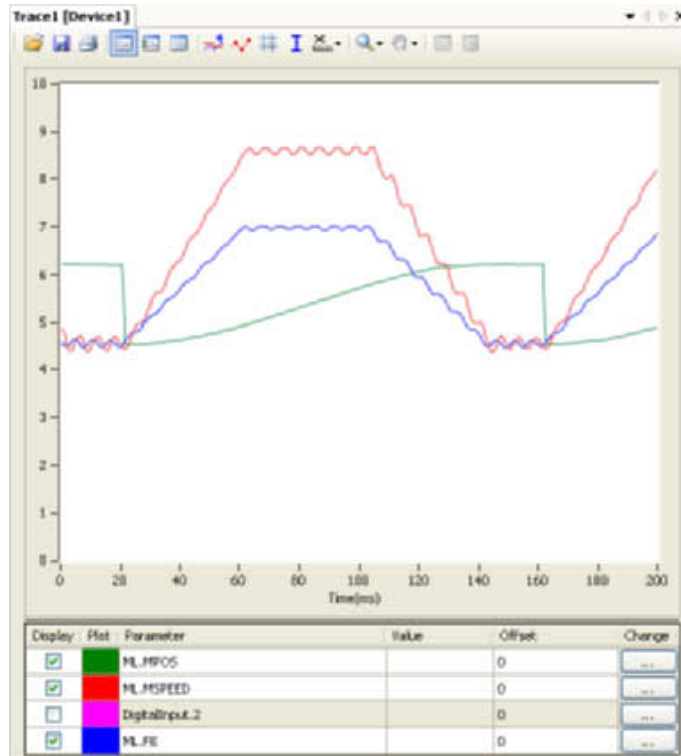 Trace1 [Device1]
10
9
8
7
6
5
4
3
2
1
0
0 20 40 60 80 100 120 140 160 180 200
Time(ms)
Display Plot Parameter Value Offset Change
ML.MPOS 0 ...
ML.MSPEED 0 ...
DigitalInput.2 0 ...
ML.FE 0 ...